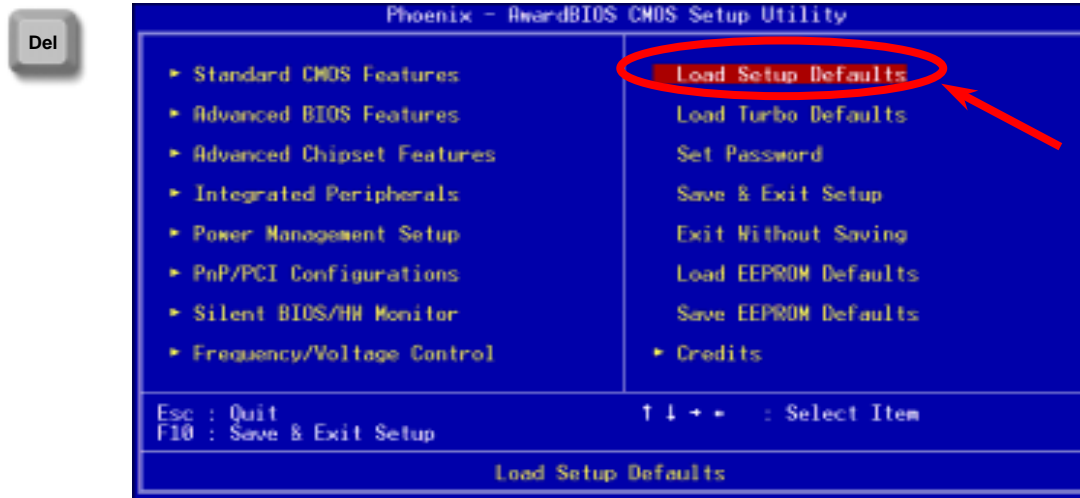 Del
Phoenix - AwardBIOS CMOS Setup Utility
► Standard CMOS Features
► Advanced BIOS Features
► Advanced Chipset Features
► Integrated Peripherals
► Power Management Setup
► PnP/PCI Configurations
► Silent BIOS/HW Monitor
► Frequency/Voltage Control
Load Setup Defaults
Load Turbo Defaults
Set Password
Save & Exit Setup
Exit Without Saving
Load EEPROM Defaults
Save EEPROM Defaults
► Credits
Esc : Quit
F10 : Save & Exit Setup
↑ ↓ → ← : Select Item
Load Setup Defaults